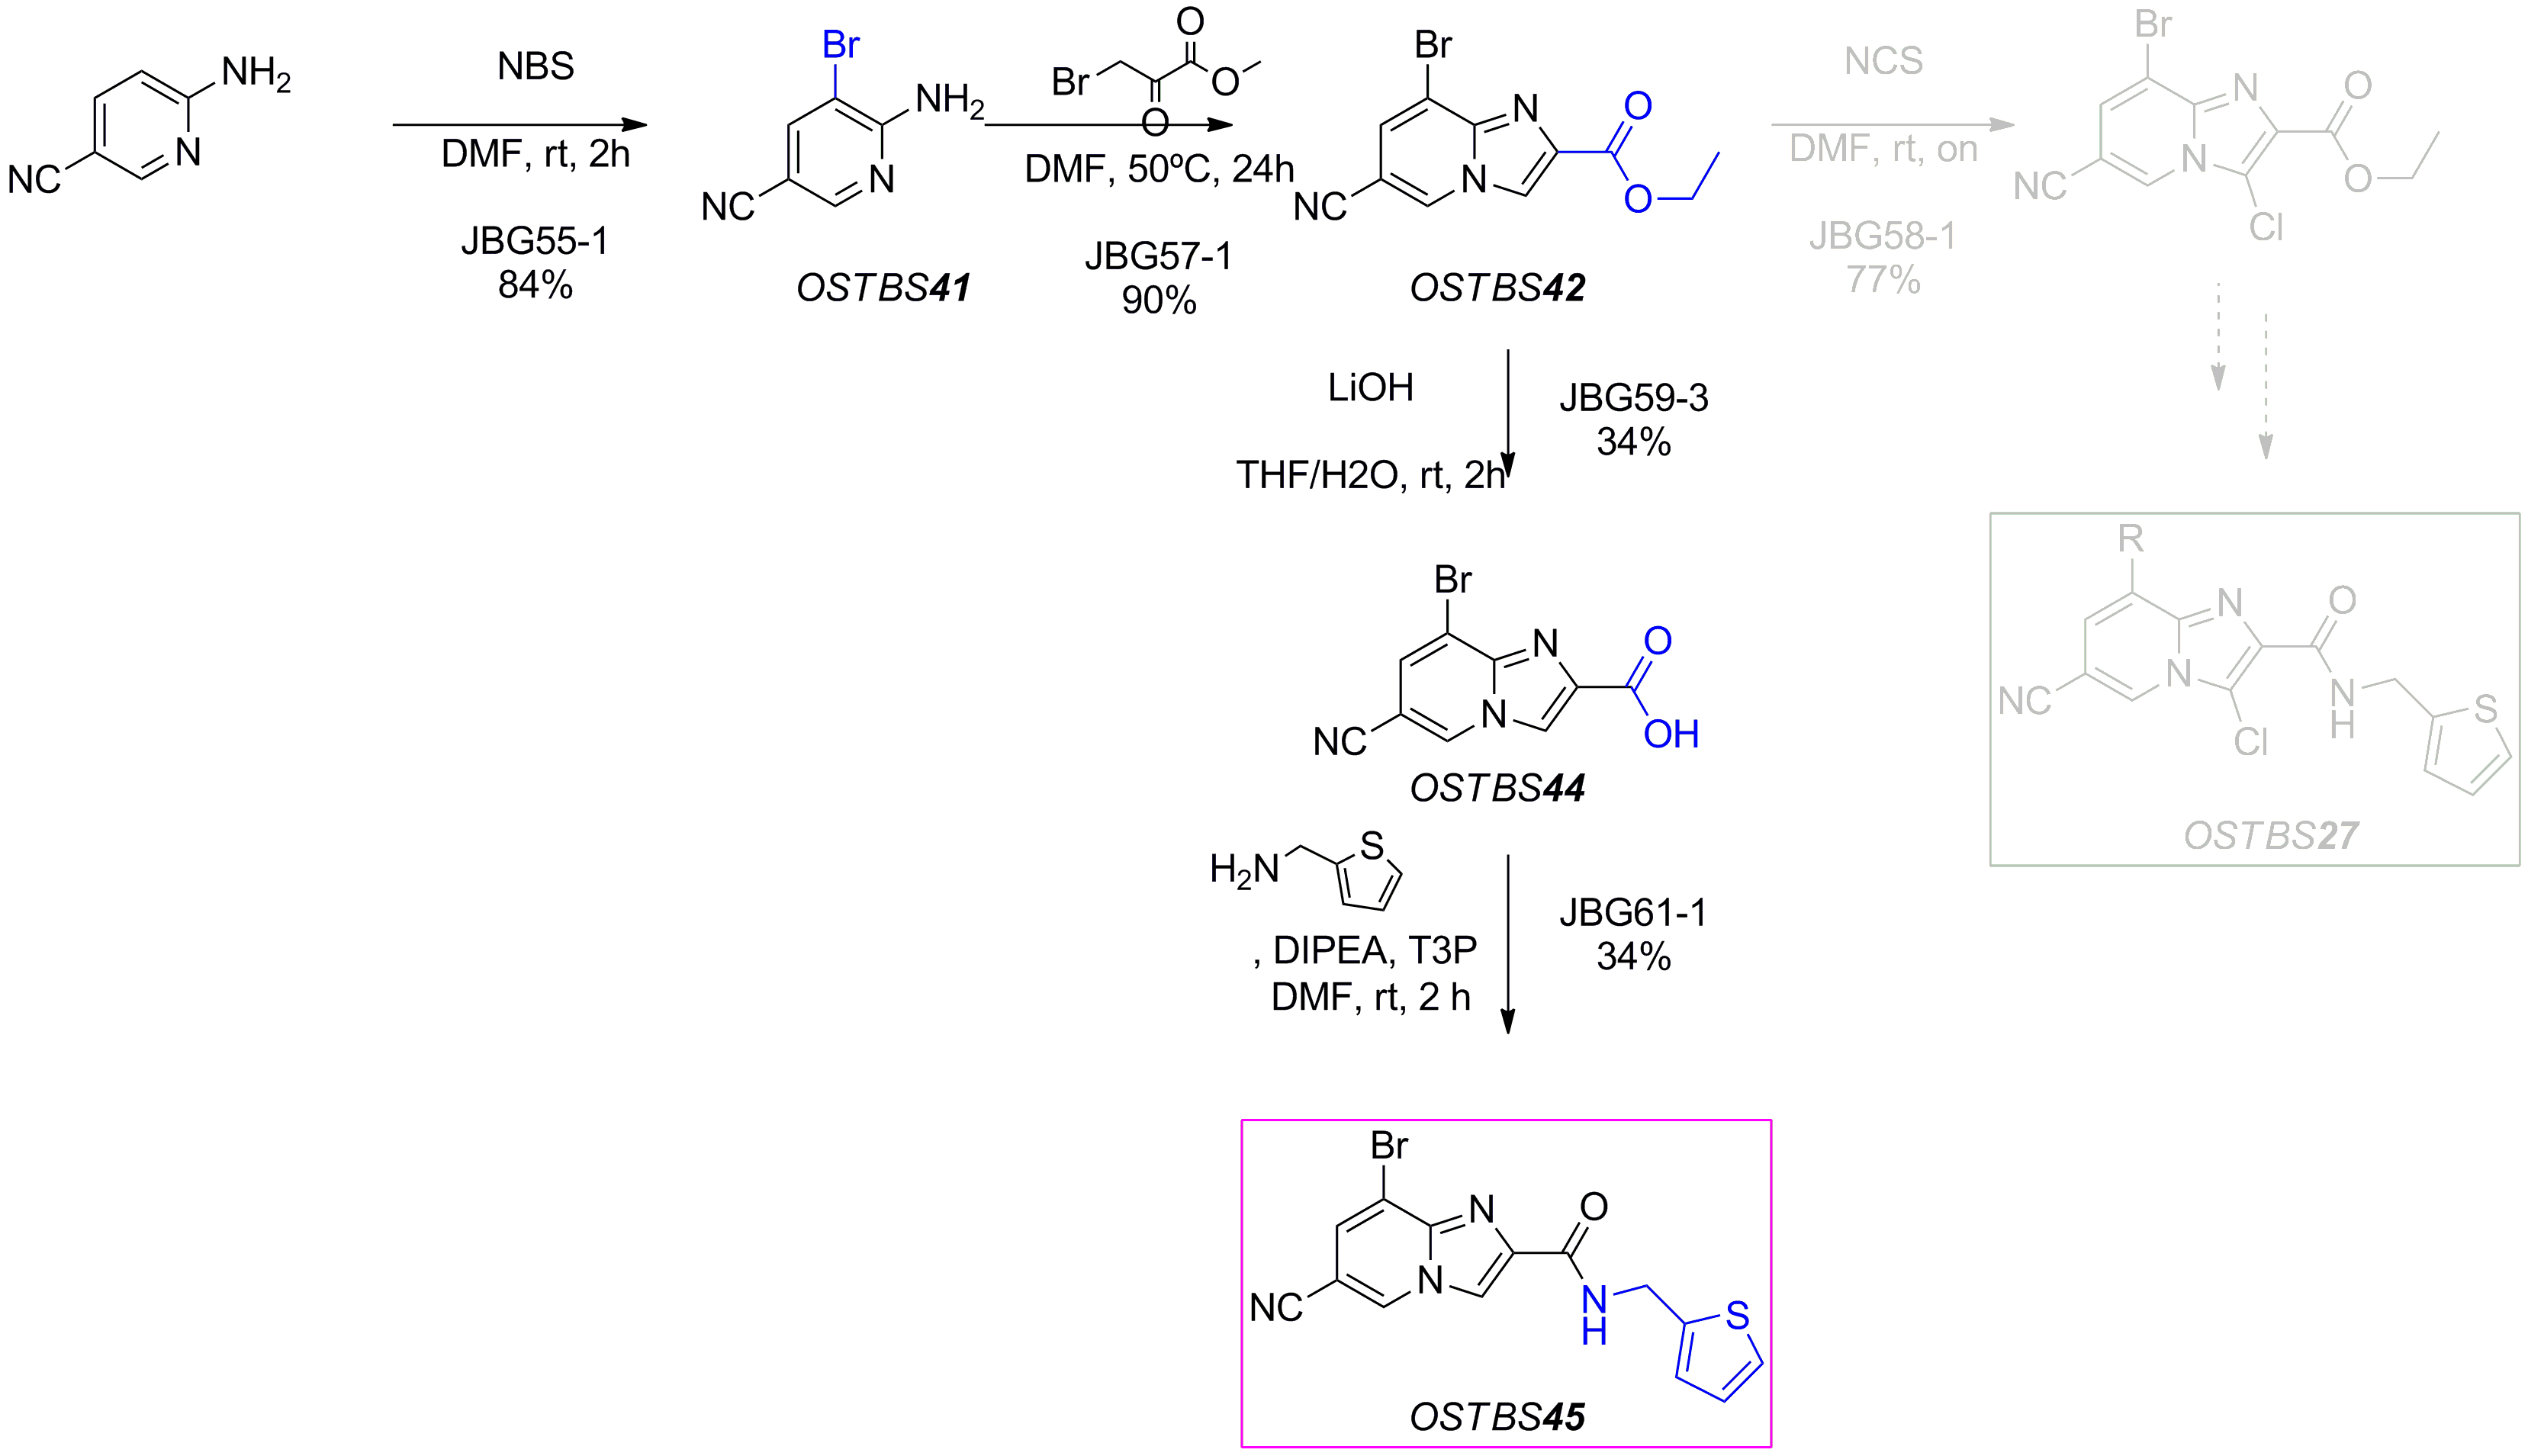 NH2
N
NC
NBS
DMF, rt, 2h
JBG55-1
84%
Br
NH2
N
NC
OSTBS41
O
Br
O
O
DMF, 50ºC, 24h
JBG57-1
90%
Br
N
O
N
O
NC
OSTBS42
NCS
DMF, rt, on
JBG58-1
77%
Br
N
O
N
O
NC
Cl
LiOH
THF/H2O, rt, 2h
JBG59-3
34%
Br
N
O
N
OH
NC
OSTBS44
R
N
O
N
NC
N
H
S
Cl
OSTBS27
H2N
S
, DIPEA, T3P
DMF, rt, 2 h
JBG61-1
34%
Br
N
O
N
NC
N
H
S
OSTBS45